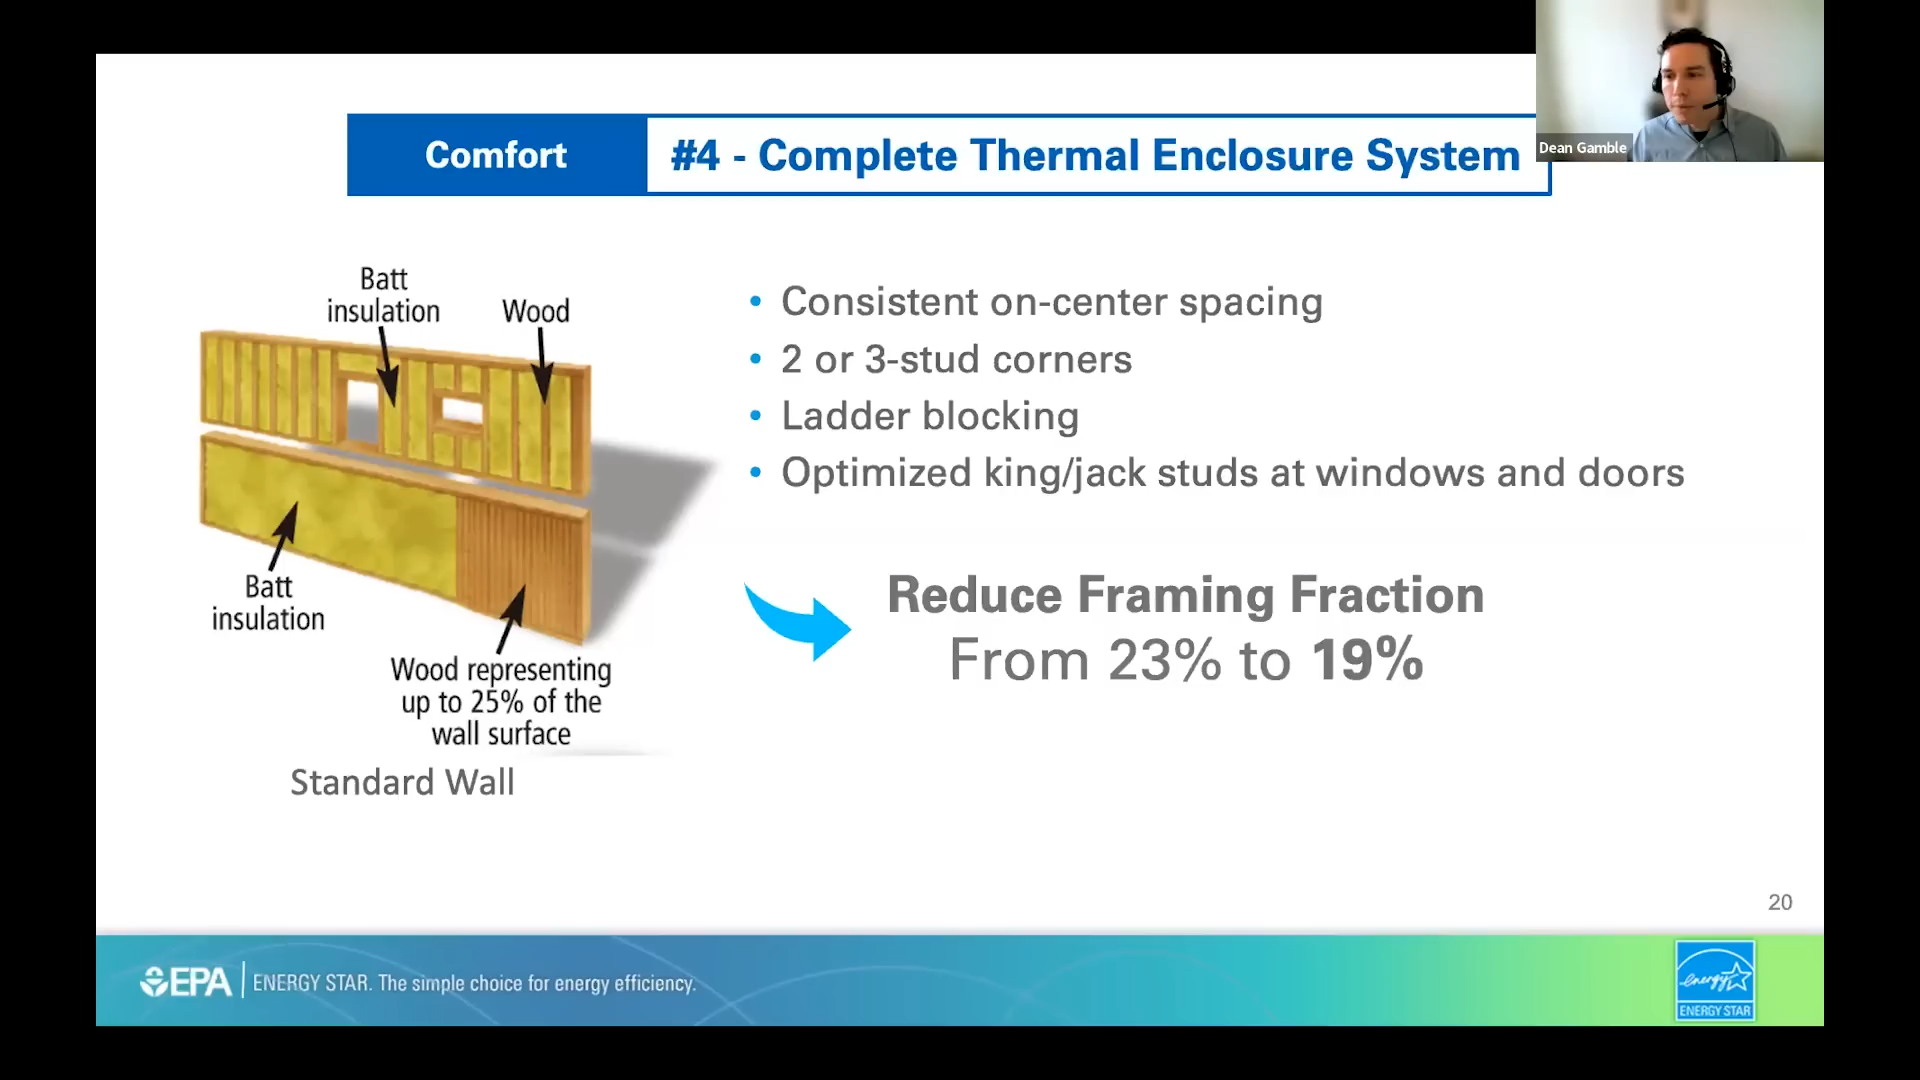 Dean Gamble
Comfort
#4 - Complete Thermal Enclosure System
Batt
insulation
Wood
Batt
insulation
Wood representing
up to 25% of the
wall surface
Standard Wall
• Consistent on-center spacing
• 2 or 3-stud corners
• Ladder blocking
• Optimized king/jack studs at windows and doors
Reduce Framing Fraction
From 23% to 19%
20
EPA | ENERGY STAR. The simple choice for energy efficiency.
energy
ENERGY STAR